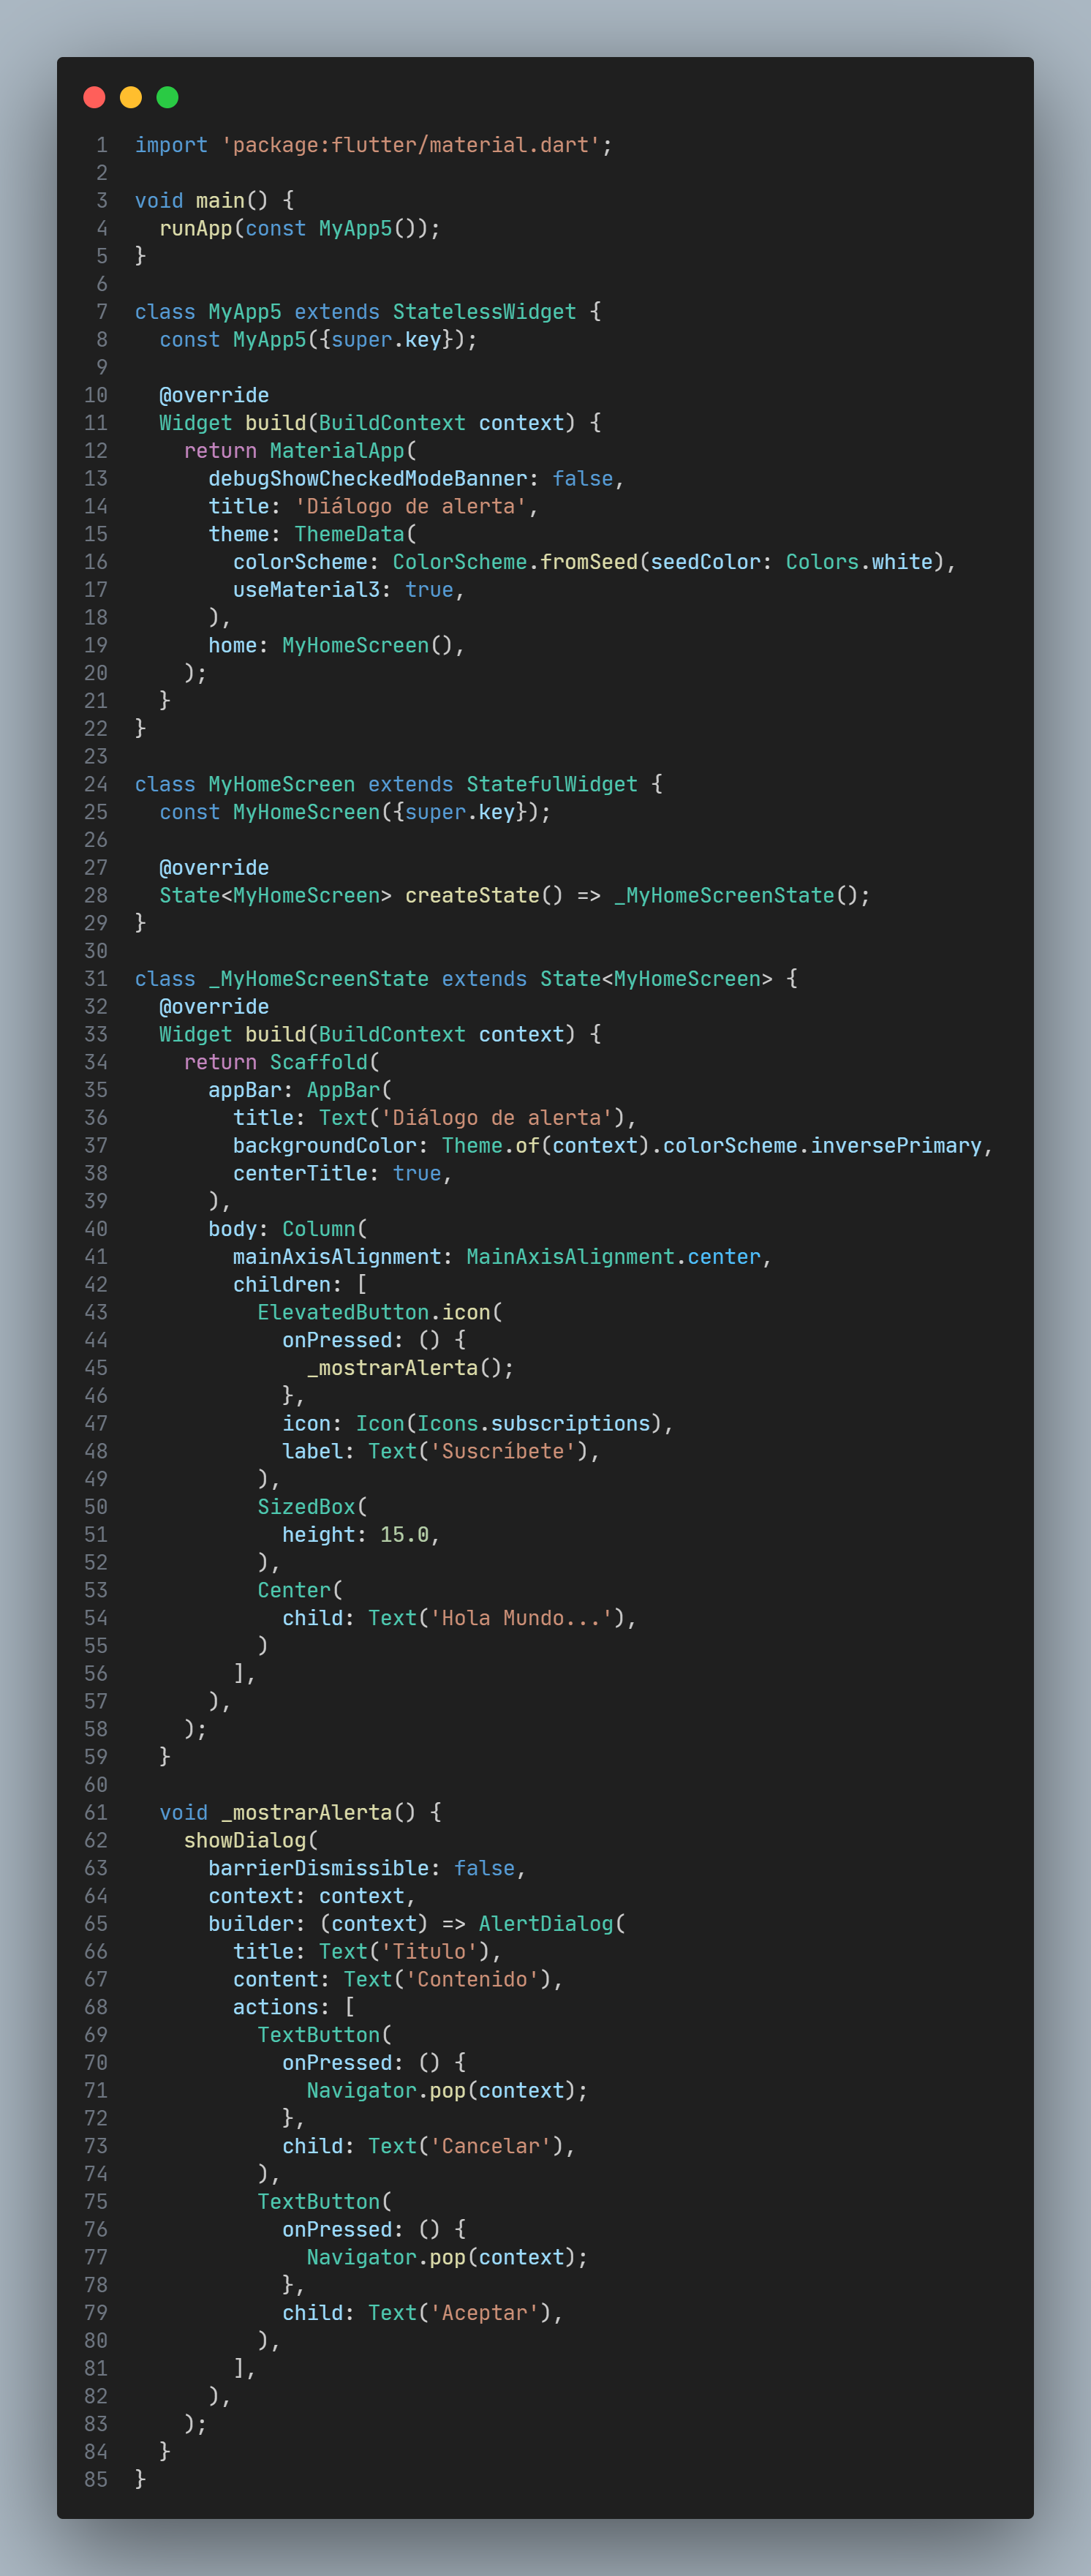 1 import 'package:flutter/material.dart';
2
3 void main() {
4   runApp(const MyApp5());
5 }
6
7 class MyApp5 extends StatelessWidget {
8   const MyApp5({super.key});
9
10   @override
11   Widget build(BuildContext context) {
12     return MaterialApp(
13       debugShowCheckedModeBanner: false,
14       title: 'Diálogo de alerta',
15       theme: ThemeData(
16         colorScheme: ColorScheme.fromSeed(seedColor: Colors.white),
17         useMaterial3: true,
18       ),
19       home: MyHomeScreen(),
20     );
21   }
22 }
23
24 class MyHomeScreen extends StatefulWidget {
25   const MyHomeScreen({super.key});
26
27   @override
28   State<MyHomeScreen> createState() => _MyHomeScreenState();
29 }
30
31 class _MyHomeScreenState extends State<MyHomeScreen> {
32   @override
33   Widget build(BuildContext context) {
34     return Scaffold(
35       appBar: AppBar(
36         title: Text('Diálogo de alerta'),
37         backgroundColor: Theme.of(context).colorScheme.inversePrimary,
38         centerTitle: true,
39       ),
40       body: Column(
41         mainAxisAlignment: MainAxisAlignment.center,
42         children: [
43           ElevatedButton.icon(
44             onPressed: () {
45               _mostrarAlerta();
46             },
47             icon: Icon(Icons.subscriptions),
48             label: Text('Suscríbete'),
49           ),
50           SizedBox(
51             height: 15.0,
52           ),
53           Center(
54             child: Text('Hola Mundo...'),
55           )
56         ],
57       ),
58     );
59   }
60
61   void _mostrarAlerta() {
62     showDialog(
63       barrierDismissible: false,
64       context: context,
65       builder: (context) => AlertDialog(
66         title: Text('Titulo'),
67         content: Text('Contenido'),
68         actions: [
69           TextButton(
70             onPressed: () {
71               Navigator.pop(context);
72             },
73             child: Text('Cancelar'),
74           ),
75           TextButton(
76             onPressed: () {
77               Navigator.pop(context);
78             },
79             child: Text('Aceptar'),
80           ),
81         ],
82       ),
83     );
84   }
85 }